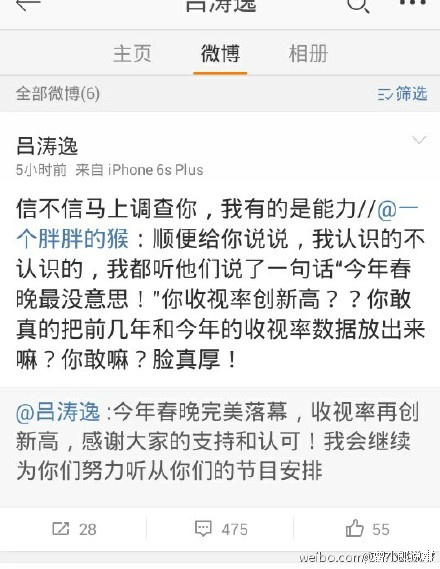 吕涛逸
主页 微博 相册
全部微博(6) 筛选
吕涛逸
5小时前 来自 iPhone 6s Plus
信不信马上调查你，我有的是能力//@一
个胖胖的猴：顺便给你说说，我认识的不
认识的，我都听他们说了一句话“今年春
晚最没意思！"你收视率创新高？？你敢
真的把前几年和今年的收视率数据放出来
嘛？你敢嘛？脸真厚！
@吕涛逸 :今年春晚完美落幕，收视率再创
新高，感谢大家的支持和认可！我会继续
为你们努力听从你们的节目安排
28 475 55